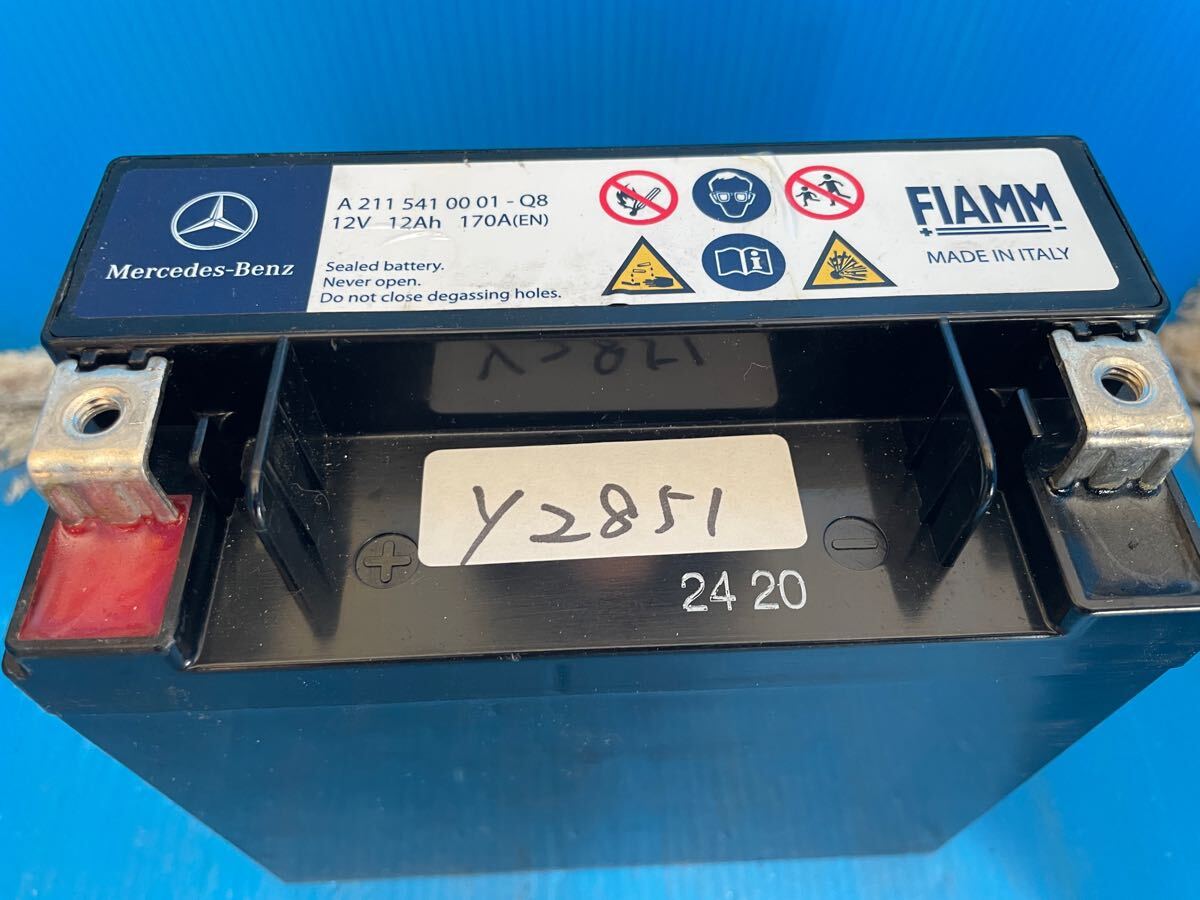 Mercedes-Benz
A 211 541 00 01 - Q8
12V 12Ah 170A(EN)
Sealed battery.
Never open.
Do not close degassing holes.
FIAMM
MADE IN ITALY
Y2851
24 20